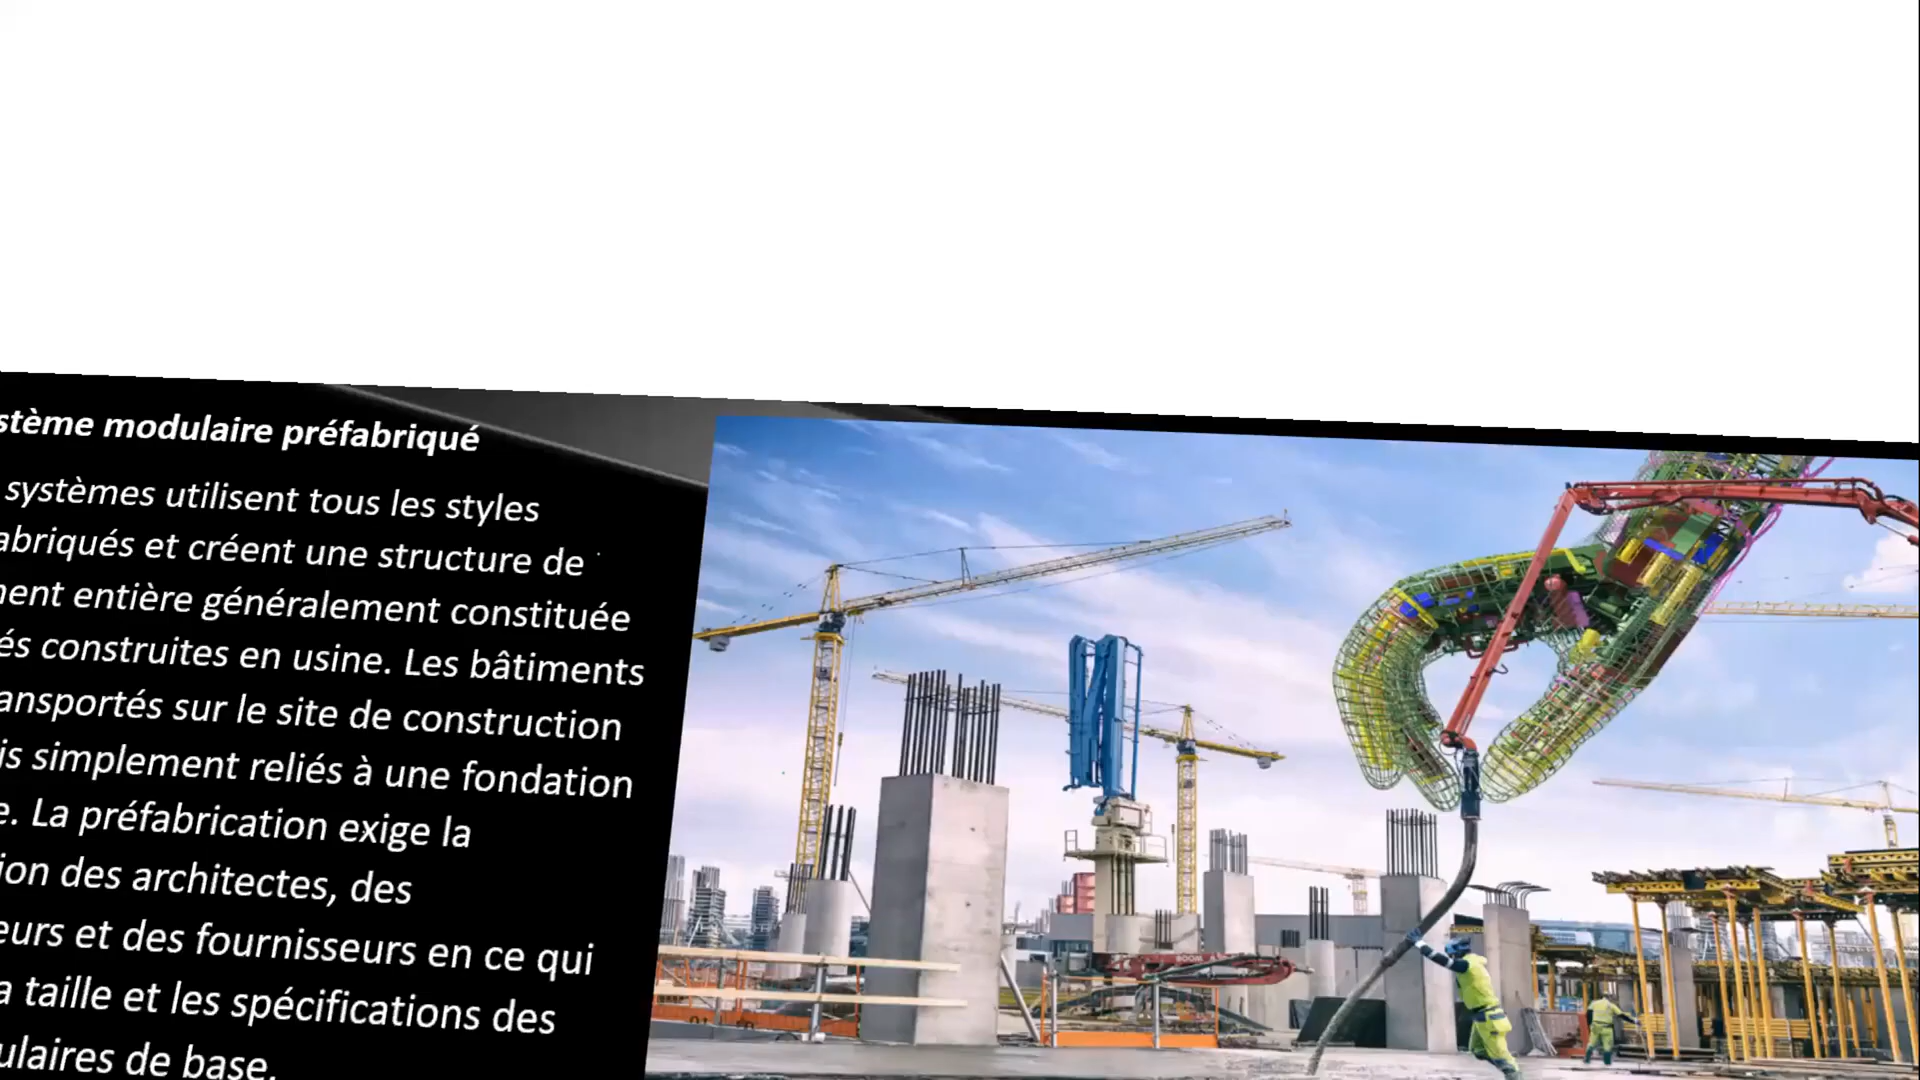 stème modulaire préfabriqué
systèmes utilisent tous les styles
abriqués et créent une structure de
ment entière généralement constituée
és construites en usine. Les bâtiments
ansportés sur le site de construction
is simplement reliés à une fondation
e. La préfabrication exige la
ion des architectes, des
eurs et des fournisseurs en ce qui
a taille et les spécifications des
ulaires de base.